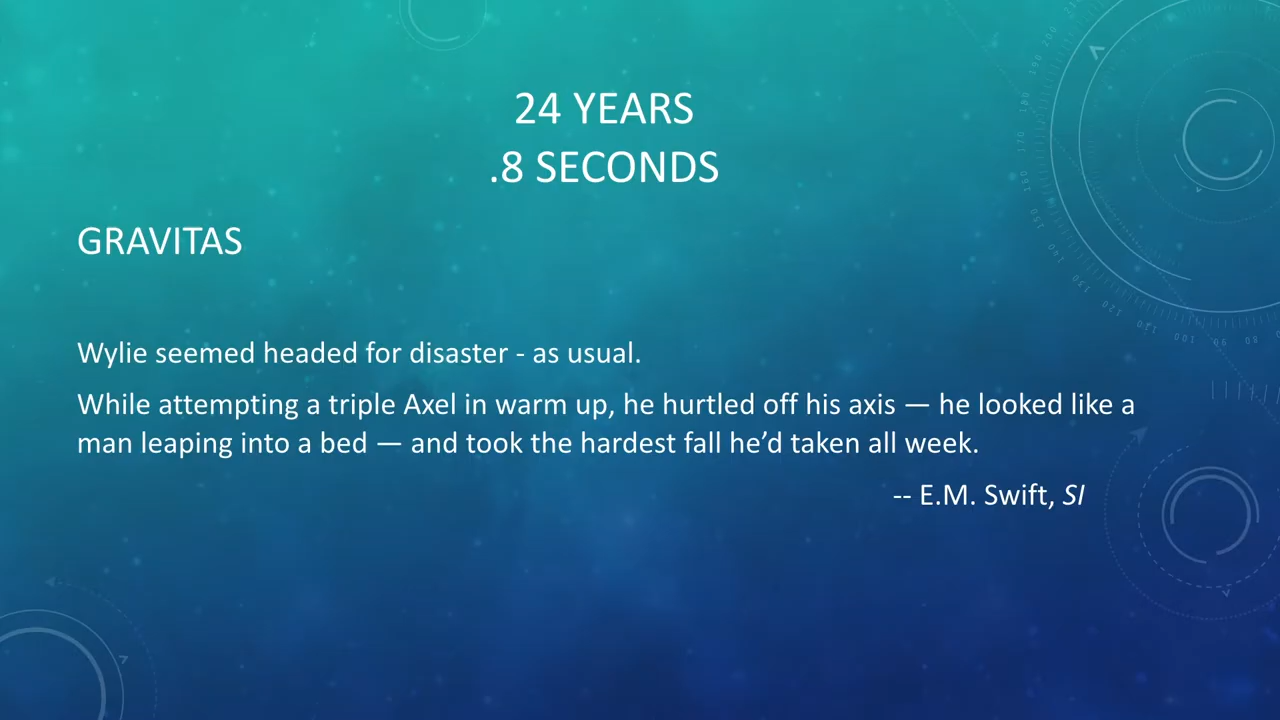 24 YEARS
.8 SECONDS
GRAVITAS
Wylie seemed headed for disaster - as usual.
While attempting a triple Axel in warm up, he hurtled off his axis — he looked like a
man leaping into a bed — and took the hardest fall he’d taken all week.
-- E.M. Swift, SI